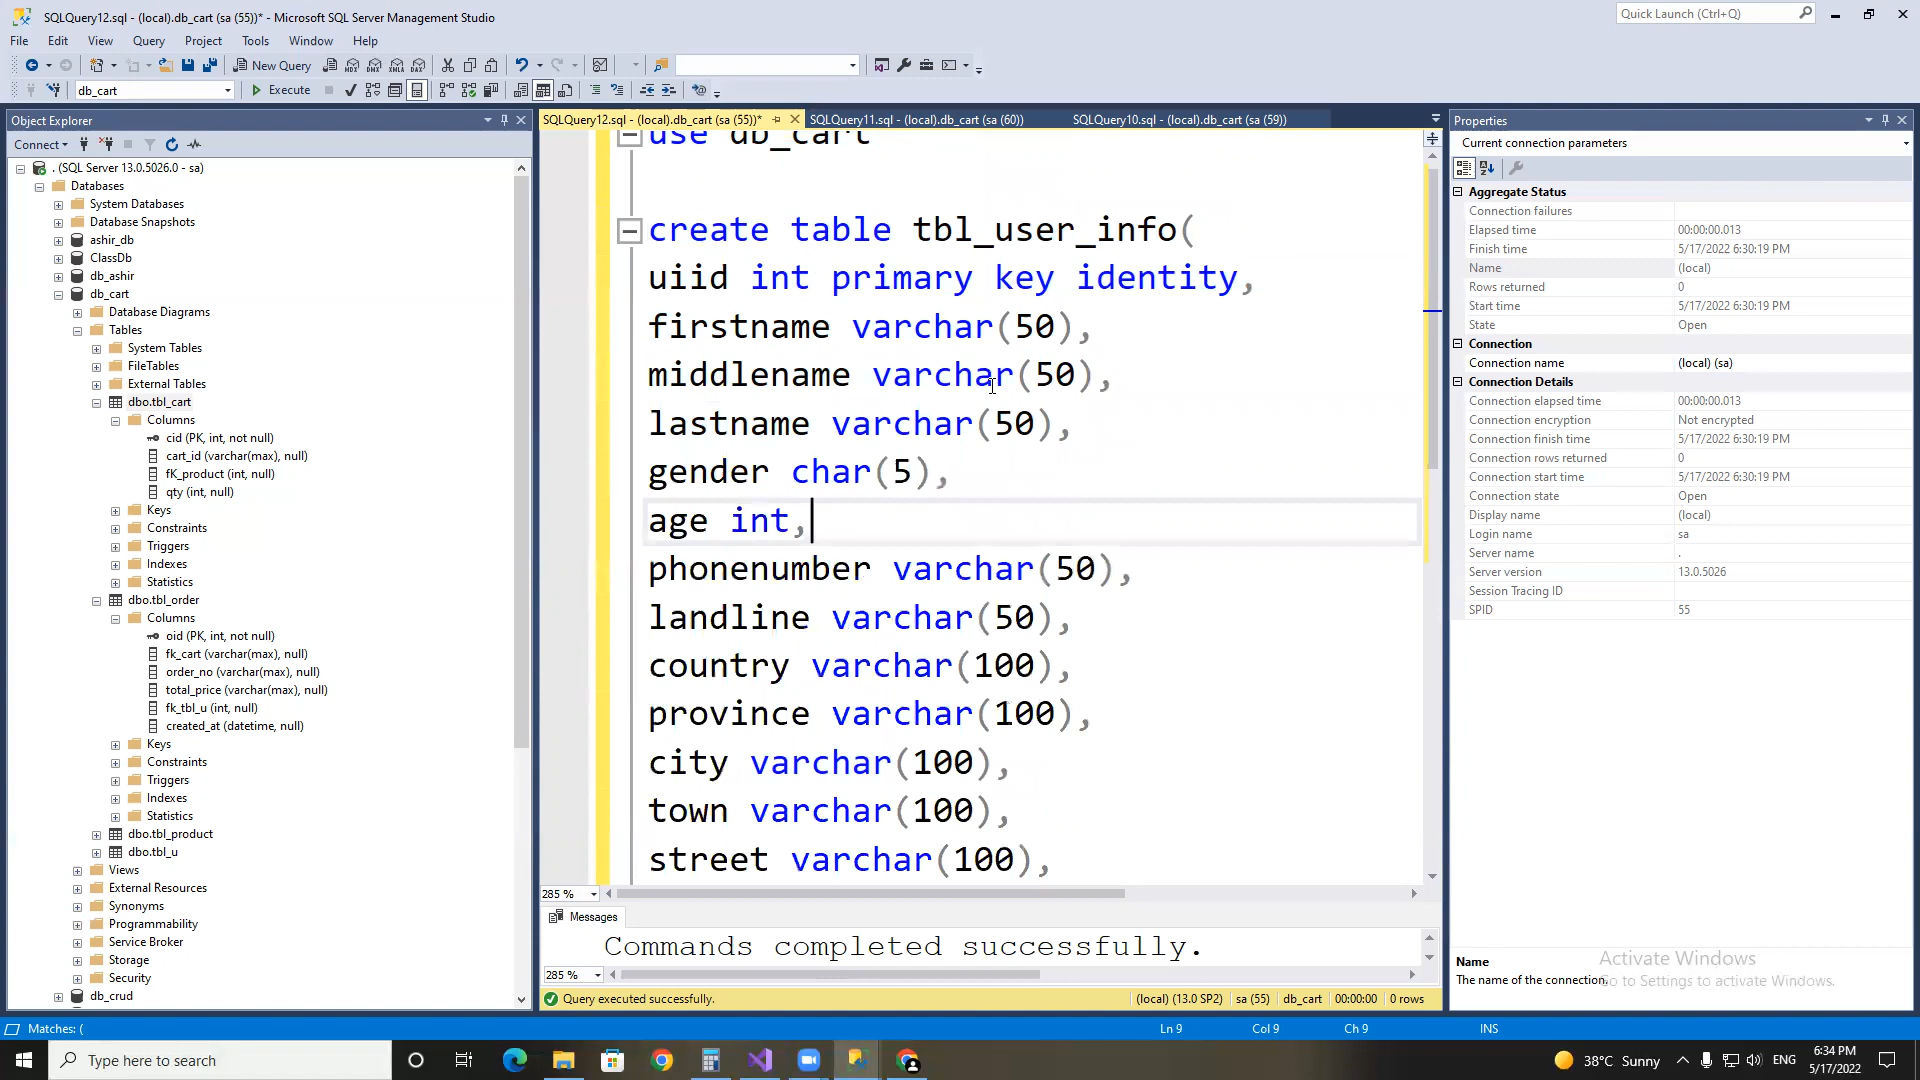 SQLQuery12.sql - (local).db_cart (sa (55))* - Microsoft SQL Server Management Studio
Quick Launch (Ctrl+Q)
File Edit View Query Project Tools Window Help
New Query
db_cart
Execute
Object Explorer
Connect
. (SQL Server 13.0.5026.0 - sa)
Databases
System Databases
Database Snapshots
ashir_db
ClassDb
db_ashir
db_cart
Database Diagrams
Tables
System Tables
FileTables
External Tables
dbo.tbl_cart
Columns
cid (PK, int, not null)
cart_id (varchar(max), null)
fK_product (int, null)
qty (int, null)
Keys
Constraints
Triggers
Indexes
Statistics
dbo.tbl_order
Columns
oid (PK, int, not null)
fk_cart (varchar(max), null)
order_no (varchar(max), null)
total_price (varchar(max), null)
fk_tbl_u (int, null)
created_at (datetime, null)
Keys
Constraints
Triggers
Indexes
Statistics
dbo.tbl_product
dbo.tbl_u
Views
External Resources
Synonyms
Programmability
Service Broker
Storage
Security
db_crud
SQLQuery12.sql - (local).db_cart (sa (55))* SQLQuery11.sql - (local).db_cart (sa (60)) SQLQuery10.sql - (local).db_cart (sa (59))
use db_cart
create table tbl_user_info(
uiid int primary key identity,
firstname varchar(50),
middlename varchar(50),
lastname varchar(50),
gender char(5),
age int,
phonenumber varchar(50),
landline varchar(50),
country varchar(100),
province varchar(100),
city varchar(100),
town varchar(100),
street varchar(100),
285 %
Messages
Commands completed successfully.
285 %
Query executed successfully. (local) (13.0 SP2) sa (55) db_cart 00:00:00 0 rows
Properties
Current connection parameters
Aggregate Status
Connection failures
Elapsed time 00:00:00.013
Finish time 5/17/2022 6:30:19 PM
Name (local)
Rows returned 0
Start time 5/17/2022 6:30:19 PM
State Open
Connection
Connection name (local) (sa)
Connection Details
Connection elapsed time 00:00:00.013
Connection encryption Not encrypted
Connection finish time 5/17/2022 6:30:19 PM
Connection rows returned 0
Connection start time 5/17/2022 6:30:19 PM
Connection state Open
Display name (local)
Login name sa
Server name .
Server version 13.0.5026
Session Tracing ID
SPID 55
Name
The name of the connection.
Activate Windows
Go to Settings to activate Windows.
Matches: ( Ln 9 Col 9 Ch 9 INS
Type here to search
38°C Sunny ENG
6:34 PM
5/17/2022